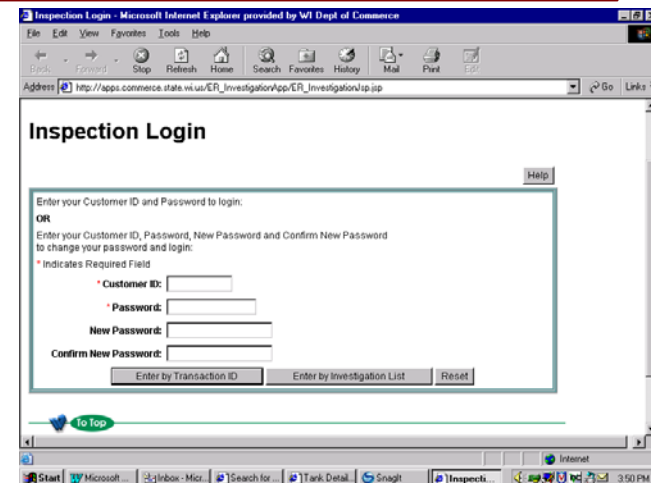 Inspection Login - Microsoft Internet Explorer provided by WI Dept of Commerce
File Edit View Favorites Tools Help
Back Forward Stop Refresh Home Search Favorites History Mail Print Edit
Address http://apps.commerce.state.wi.us/ER_InvestigationApp/ER_InvestigationJsp.jsp Go Links
Inspection Login
Help
Enter your Customer ID and Password to login:
OR
Enter your Customer ID, Password, New Password and Confirm New Password
to change your password and login:
* Indicates Required Field
* Customer ID:
* Password:
New Password:
Confirm New Password:
Enter by Transaction ID Enter by Investigation List Reset
To Top
Internet
Start Microsoft ... Inbox - Micr... Search for ... Tank Detail... SnagIt Inspecti... 3:50 PM